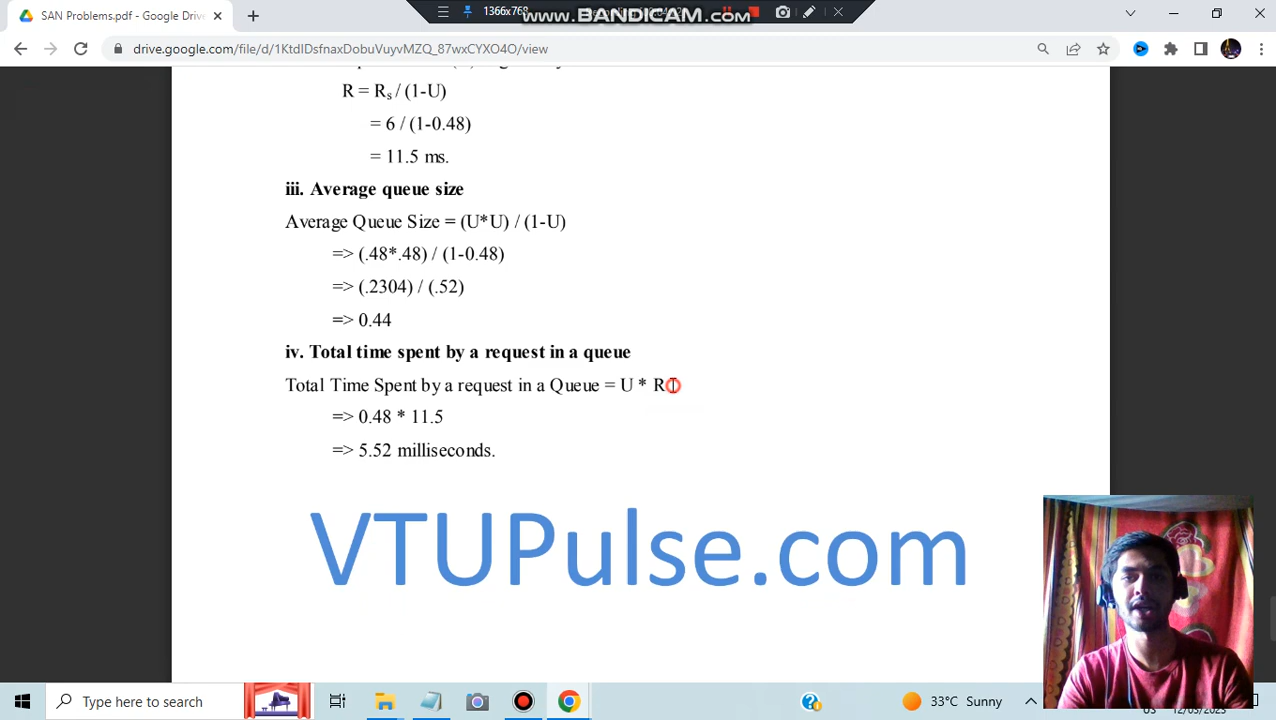 SAN Problems.pdf - Google Drive
1366x768
www.BANDICAM.com
drive.google.com/file/d/1KtdIDsfnaxDobuVuyvMZQ_87wxCYXO4O/view
R = Rs / (1-U)
= 6 / (1-0.48)
= 11.5 ms.
iii. Average queue size
Average Queue Size = (U*U) / (1-U)
=> (.48*.48) / (1-0.48)
=> (.2304) / (.52)
=> 0.44
iv. Total time spent by a request in a queue
Total Time Spent by a request in a Queue = U * R
=> 0.48 * 11.5
=> 5.52 milliseconds.
VTUPulse.com
Type here to search
33°C Sunny